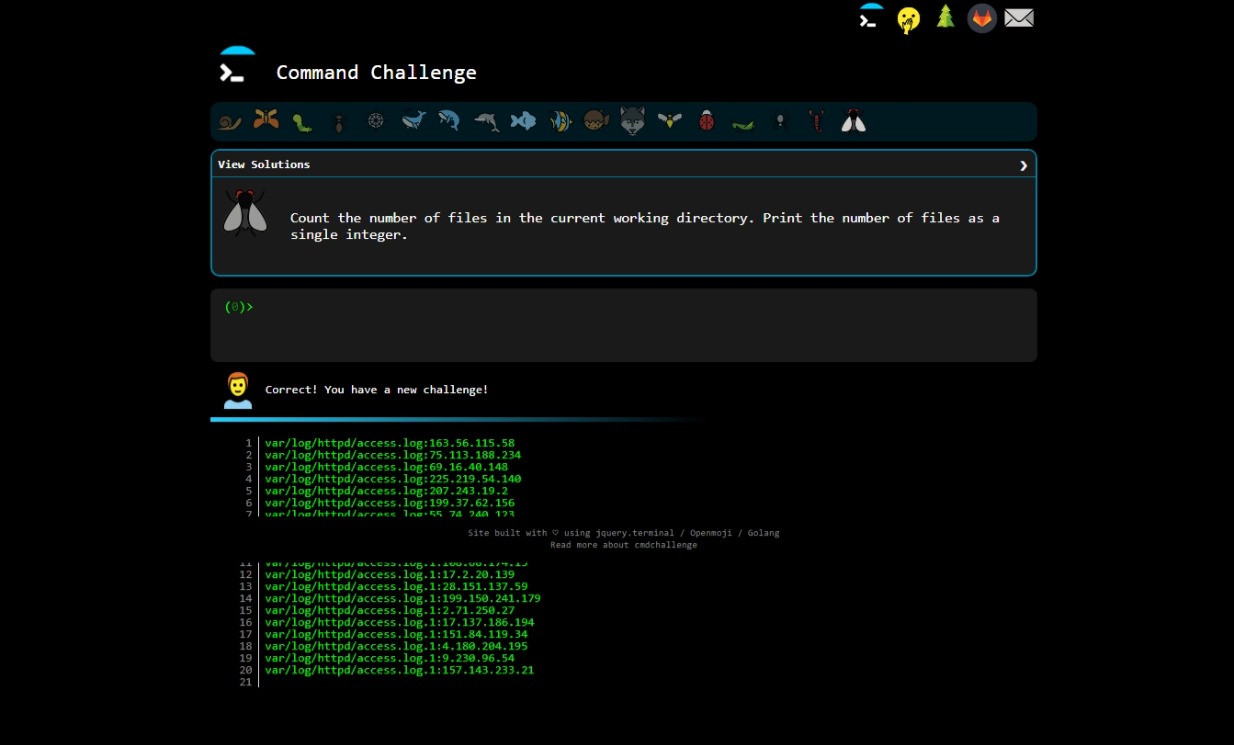 Command Challenge
View Solutions
Count the number of files in the current working directory. Print the number of files as a
single integer.
(0)>
Correct! You have a new challenge!
1 var/log/httpd/access.log:163.56.115.58
2 var/log/httpd/access.log:75.113.188.234
3 var/log/httpd/access.log:69.16.40.148
4 var/log/httpd/access.log:225.219.54.140
5 var/log/httpd/access.log:207.243.19.2
6 var/log/httpd/access.log:199.37.62.156
7 var/log/httpd/access.log:55.74.240.123
Site built with ♡ using jquery.terminal / Openmoji / Golang
Read more about cmdchallenge
11
12 var/log/httpd/access.log.1:17.2.20.139
13 var/log/httpd/access.log.1:28.151.137.59
14 var/log/httpd/access.log.1:199.150.241.179
15 var/log/httpd/access.log.1:2.71.250.27
16 var/log/httpd/access.log.1:17.137.186.194
17 var/log/httpd/access.log.1:151.84.119.34
18 var/log/httpd/access.log.1:4.180.204.195
19 var/log/httpd/access.log.1:9.230.96.54
20 var/log/httpd/access.log.1:157.143.233.21
21